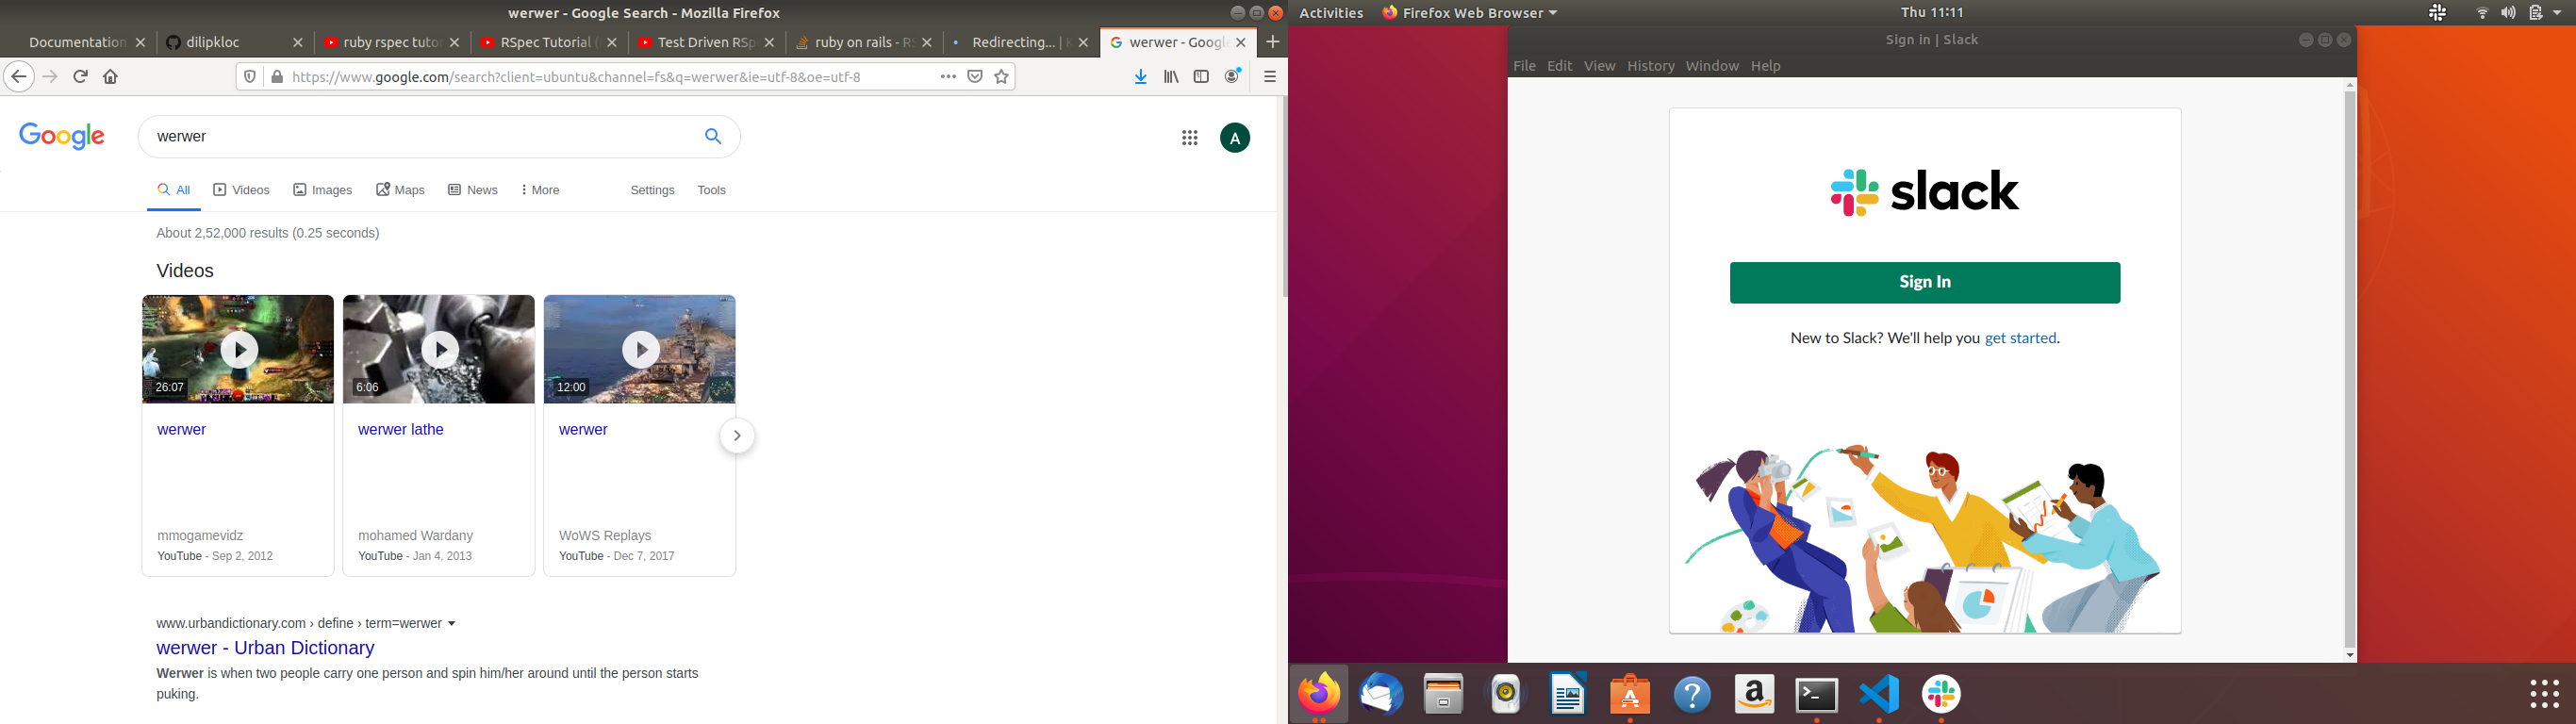 werwer - Google Search - Mozilla Firefox
Documentation
dilipkloc
ruby rspec tutor
RSpec Tutorial (
Test Driven RSp
ruby on rails - RS
Redirecting... | K
werwer - Googl
https://www.google.com/search?client=ubuntu&channel=fs&q=werwer&ie=utf-8&oe=utf-8
Google
werwer
A
All
Videos
Images
Maps
News
More
Settings
Tools
About 2,52,000 results (0.25 seconds)
Videos
26:07
6:06
12:00
werwer
werwer lathe
werwer
mmogamevidz
mohamed Wardany
WoWS Replays
YouTube - Sep 2, 2012
YouTube - Jan 4, 2013
YouTube - Dec 7, 2017
www.urbandictionary.com › define › term=werwer
werwer - Urban Dictionary
Werwer is when two people carry one person and spin him/her around until the person starts
puking.
Activities
Firefox Web Browser
Thu 11:11
Sign in | Slack
File Edit View History Window Help
slack
Sign In
New to Slack? We'll help you get started.